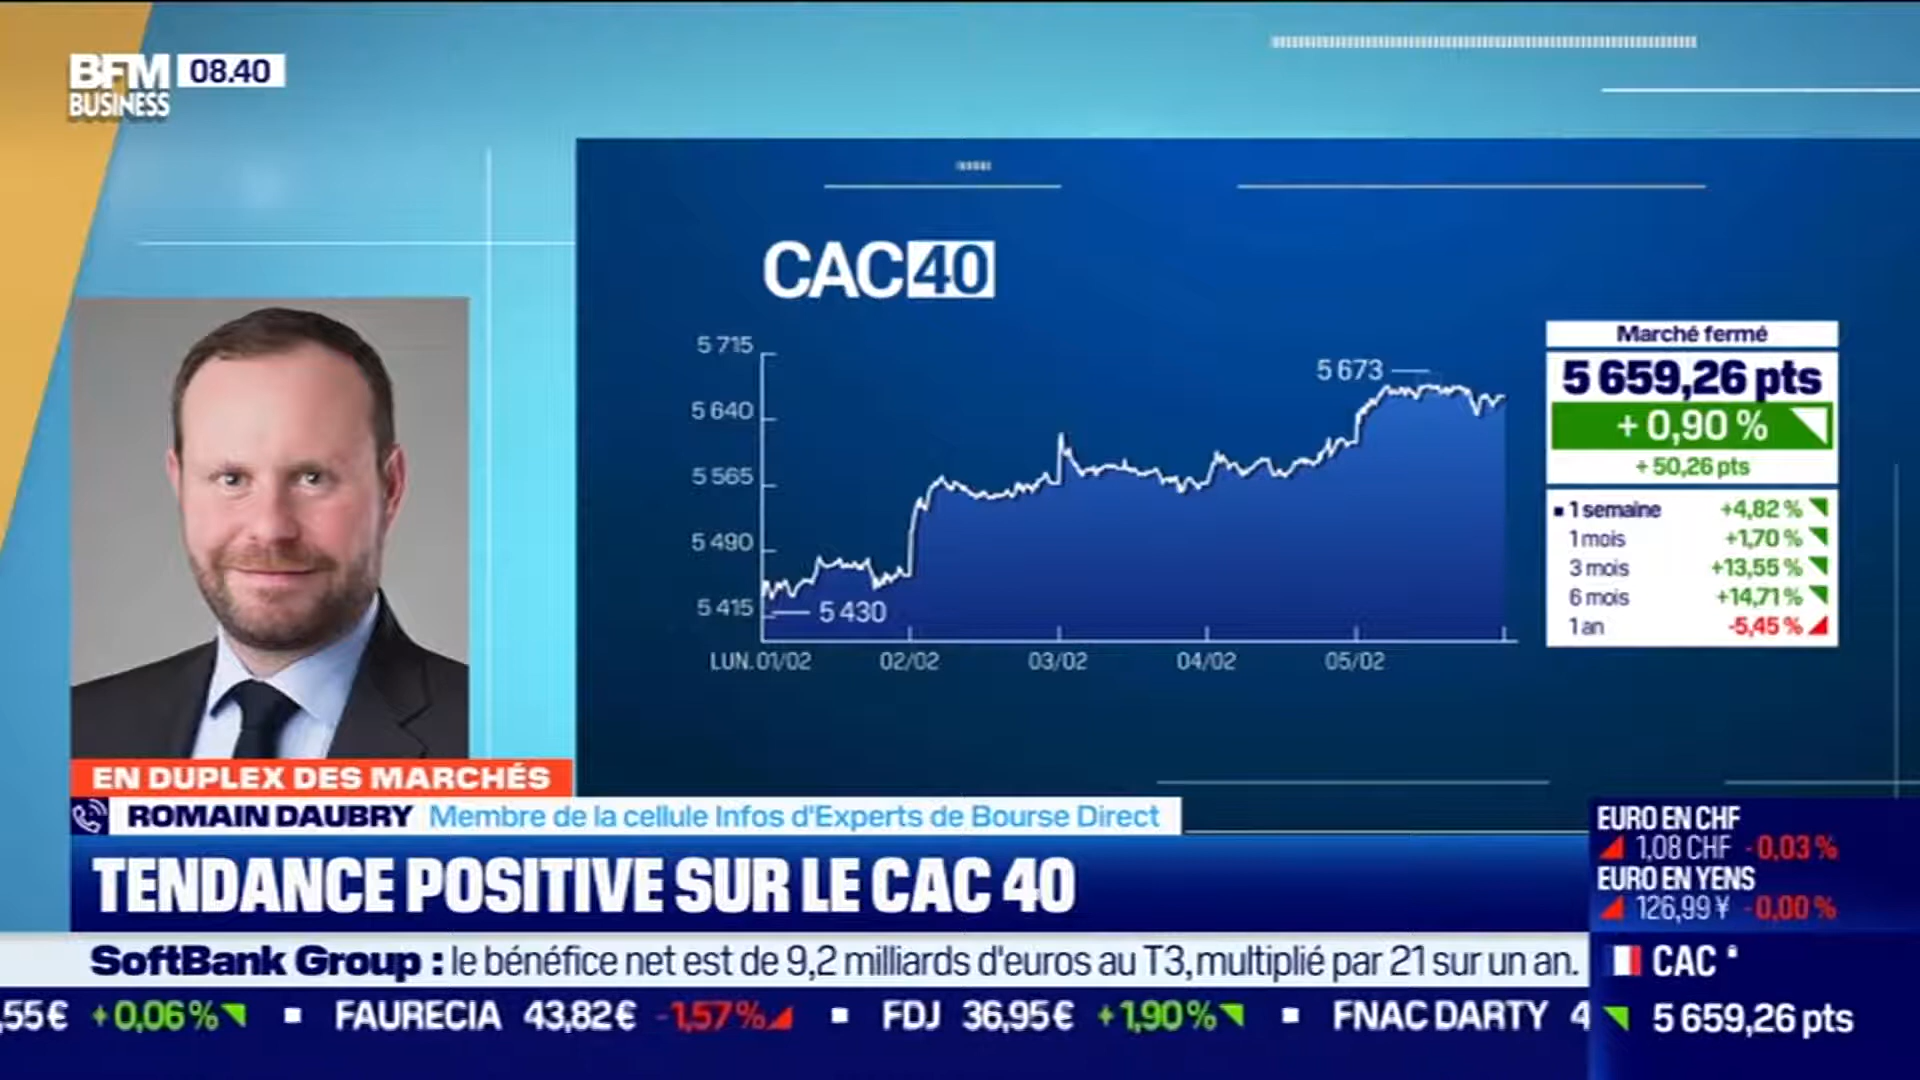 BFM
BUSINESS
08.40
CAC40
5 715
5 640
5 565
5 490
5 415
5 673
5 430
LUN. 01/02
02/02
03/02
04/02
05/02
Marché fermé
5 659,26 pts
+ 0,90 %
+ 50,26 pts
1 semaine +4,82 %
1 mois +1,70 %
3 mois +13,55 %
6 mois +14,71 %
1 an -5,45 %
EN DUPLEX DES MARCHÉS
ROMAIN DAUBRY Membre de la cellule Infos d'Experts de Bourse Direct
TENDANCE POSITIVE SUR LE CAC 40
EURO EN CHF
1,08 CHF -0,03 %
EURO EN YENS
126,99 ¥ -0,00 %
SoftBank Group : le bénéfice net est de 9,2 milliards d'euros au T3, multiplié par 21 sur un an.
CAC *
,55€ +0,06% FAURECIA 43,82€ -1,57% FDJ 36,95€ +1,90% FNAC DARTY 4
5 659,26 pts